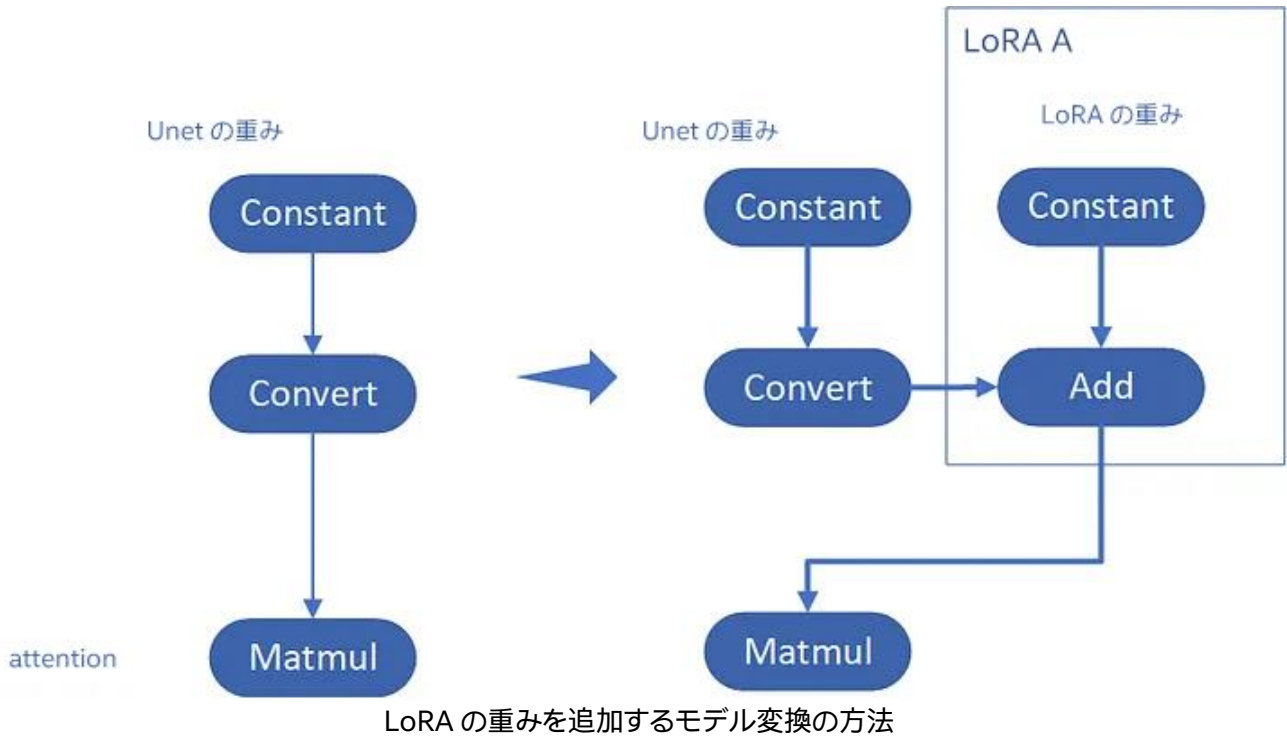 LoRA A
Unet の重み
Unet の重み
LoRA の重み
Constant
Constant
Constant
Convert
Convert
Add
attention
Matmul
Matmul
LoRA の重みを追加するモデル変換の方法